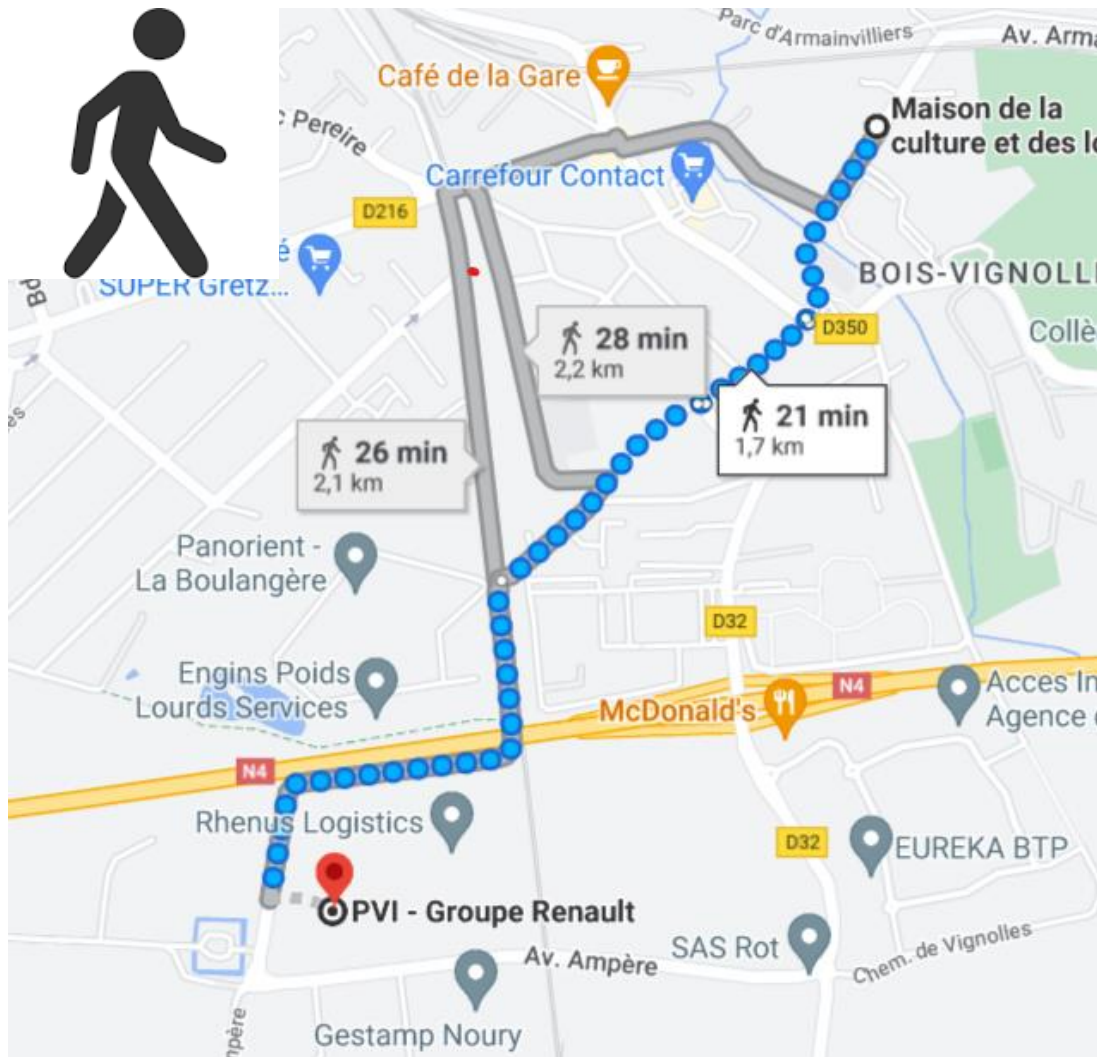 Parc d'Armainvilliers
Av. Arma
Café de la Gare
Maison de la
culture et des lo
c Pereire
Carrefour Contact
D216
é
SUPER Gretz...
BOIS-VIGNOLLE
D350
Collè
28 min
2,2 km
21 min
1,7 km
26 min
2,1 km
Panorient -
La Boulangère
D32
Engins Poids
Lourds Services
N4
Acces In
Agence d
McDonald's
N4
Rhenus Logistics
D32
EUREKA BTP
PVI - Groupe Renault
SAS Rot
Chem. de Vignolles
Av. Ampère
Gestamp Noury
mpère